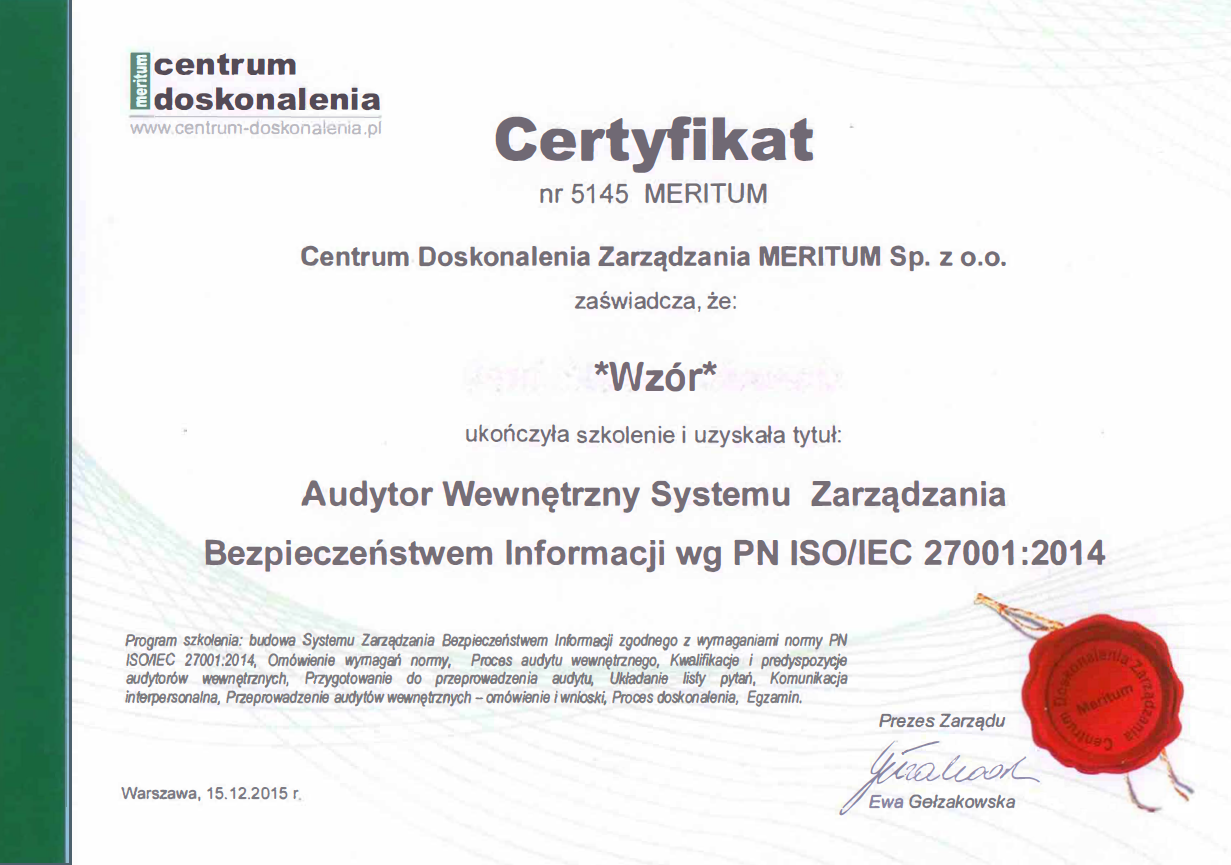 meritum
centrum
doskonalenia
www.centrum-doskonalenia.pl
Certyfikat
nr 5145 MERITUM
Centrum Doskonalenia Zarządzania MERITUM Sp. z o.o.
zaświadcza, że:
*Wzór*
ukończyła szkolenie i uzyskała tytuł:
Audytor Wewnętrzny Systemu Zarządzania
Bezpieczeństwem Informacji wg PN ISO/IEC 27001:2014
Program szkolenia: budowa Systemu Zarządzania Bezpieczeństwem Informacji zgodnego z wymaganiami normy PN
ISO/IEC 27001:2014, Omówienie wymagań normy, Proces audytu wewnętrznego, Kwalifikacje i predyspozycje
audytorów wewnętrznych, Przygotowanie do przeprowadzenia audytu, Układanie listy pytań, Komunikacja
interpersonalna, Przeprowadzenie audytów wewnętrznych – omówienie i wnioski, Proces doskonalenia, Egzamin.
Centrum Doskonalenia Zarządzania
Meritum
Prezes Zarządu
Ewa Gełzakowska
Warszawa, 15.12.2015 r.